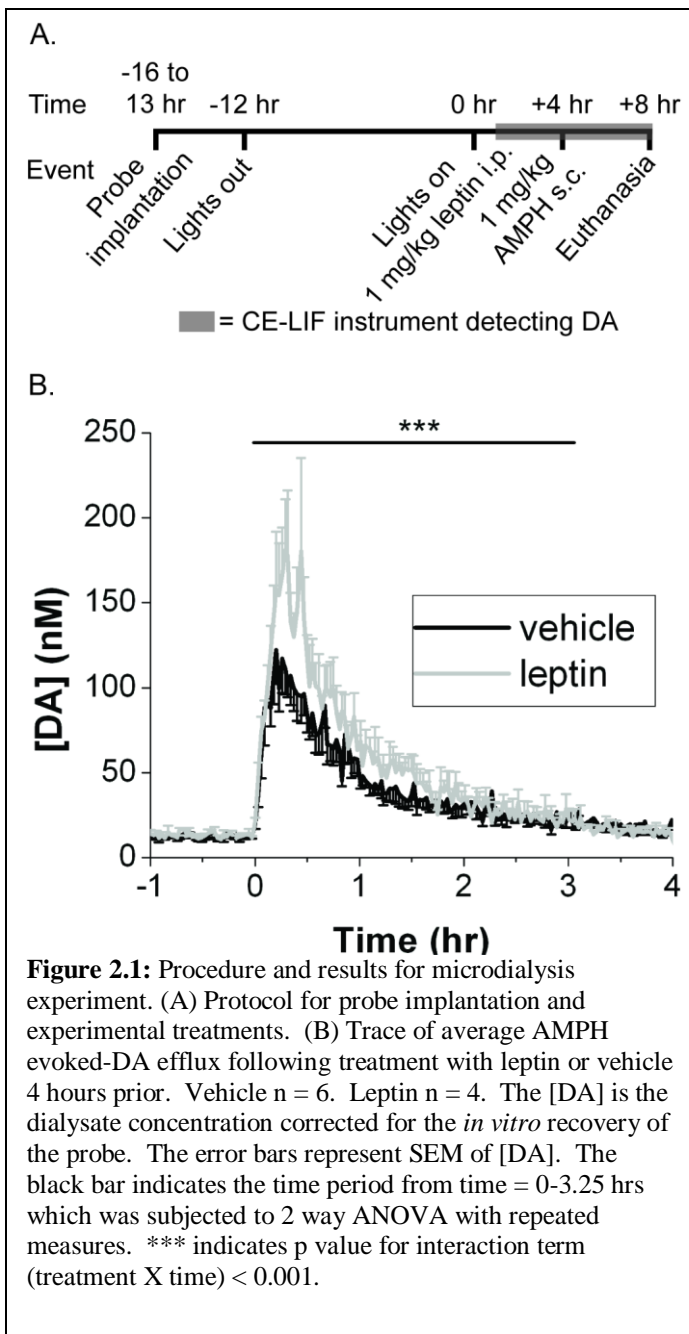 A.
-16 to
Time 13 hr -12 hr 0 hr +4 hr +8 hr
Event
Probe implantation
Lights out
Lights on
1 mg/kg leptin i.p.
1 mg/kg AMPH s.c.
Euthanasia
= CE-LIF instrument detecting DA
B.
***
250
200
150
100
50
0
[DA] (nM)
vehicle
leptin
-1 0 1 2 3 4
Time (hr)
Figure 2.1: Procedure and results for microdialysis
experiment. (A) Protocol for probe implantation and
experimental treatments. (B) Trace of average AMPH
evoked-DA efflux following treatment with leptin or vehicle
4 hours prior. Vehicle n = 6. Leptin n = 4. The [DA] is the
dialysate concentration corrected for the in vitro recovery of
the probe. The error bars represent SEM of [DA]. The
black bar indicates the time period from time = 0-3.25 hrs
which was subjected to 2 way ANOVA with repeated
measures. *** indicates p value for interaction term
(treatment X time) < 0.001.